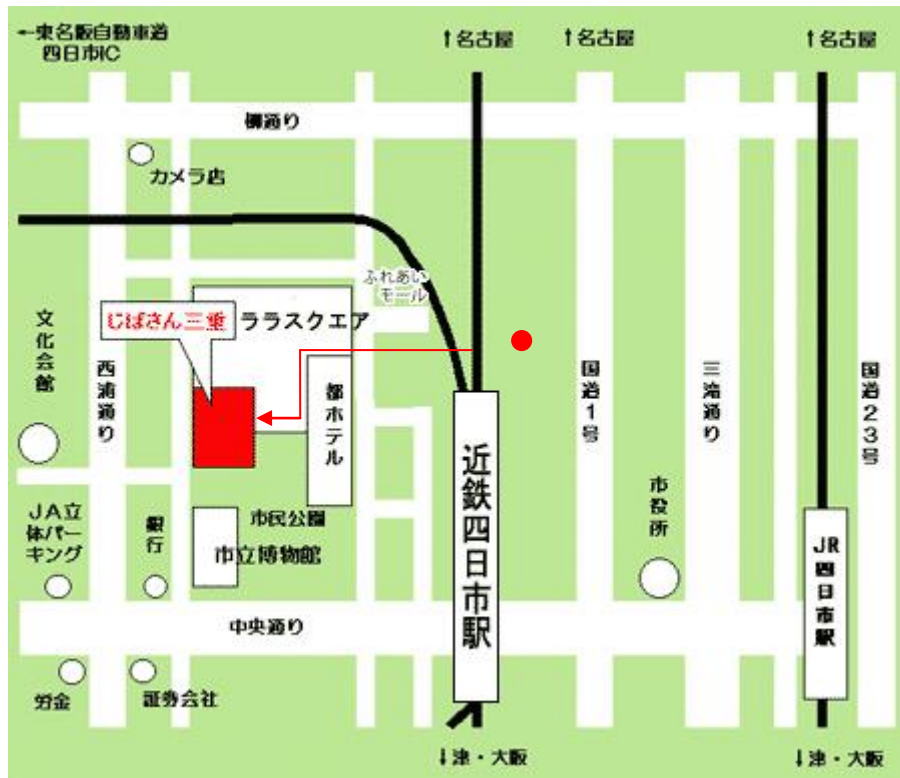 ←東名阪自動車道
四日市IC
↑名古屋
↑名古屋
↑名古屋
柳通り
カメラ店
ふれあい
モール
じばさん三重
ララスクエア
文化会館
西浦通り
都ホテル
国道1号
三滝通り
国道23号
近鉄四日市駅
市役所
JA立
体パー
キング
銀行
市民公園
市立博物館
JR四日市駅
中央通り
労金
証券会社
↓津・大阪
↓津・大阪